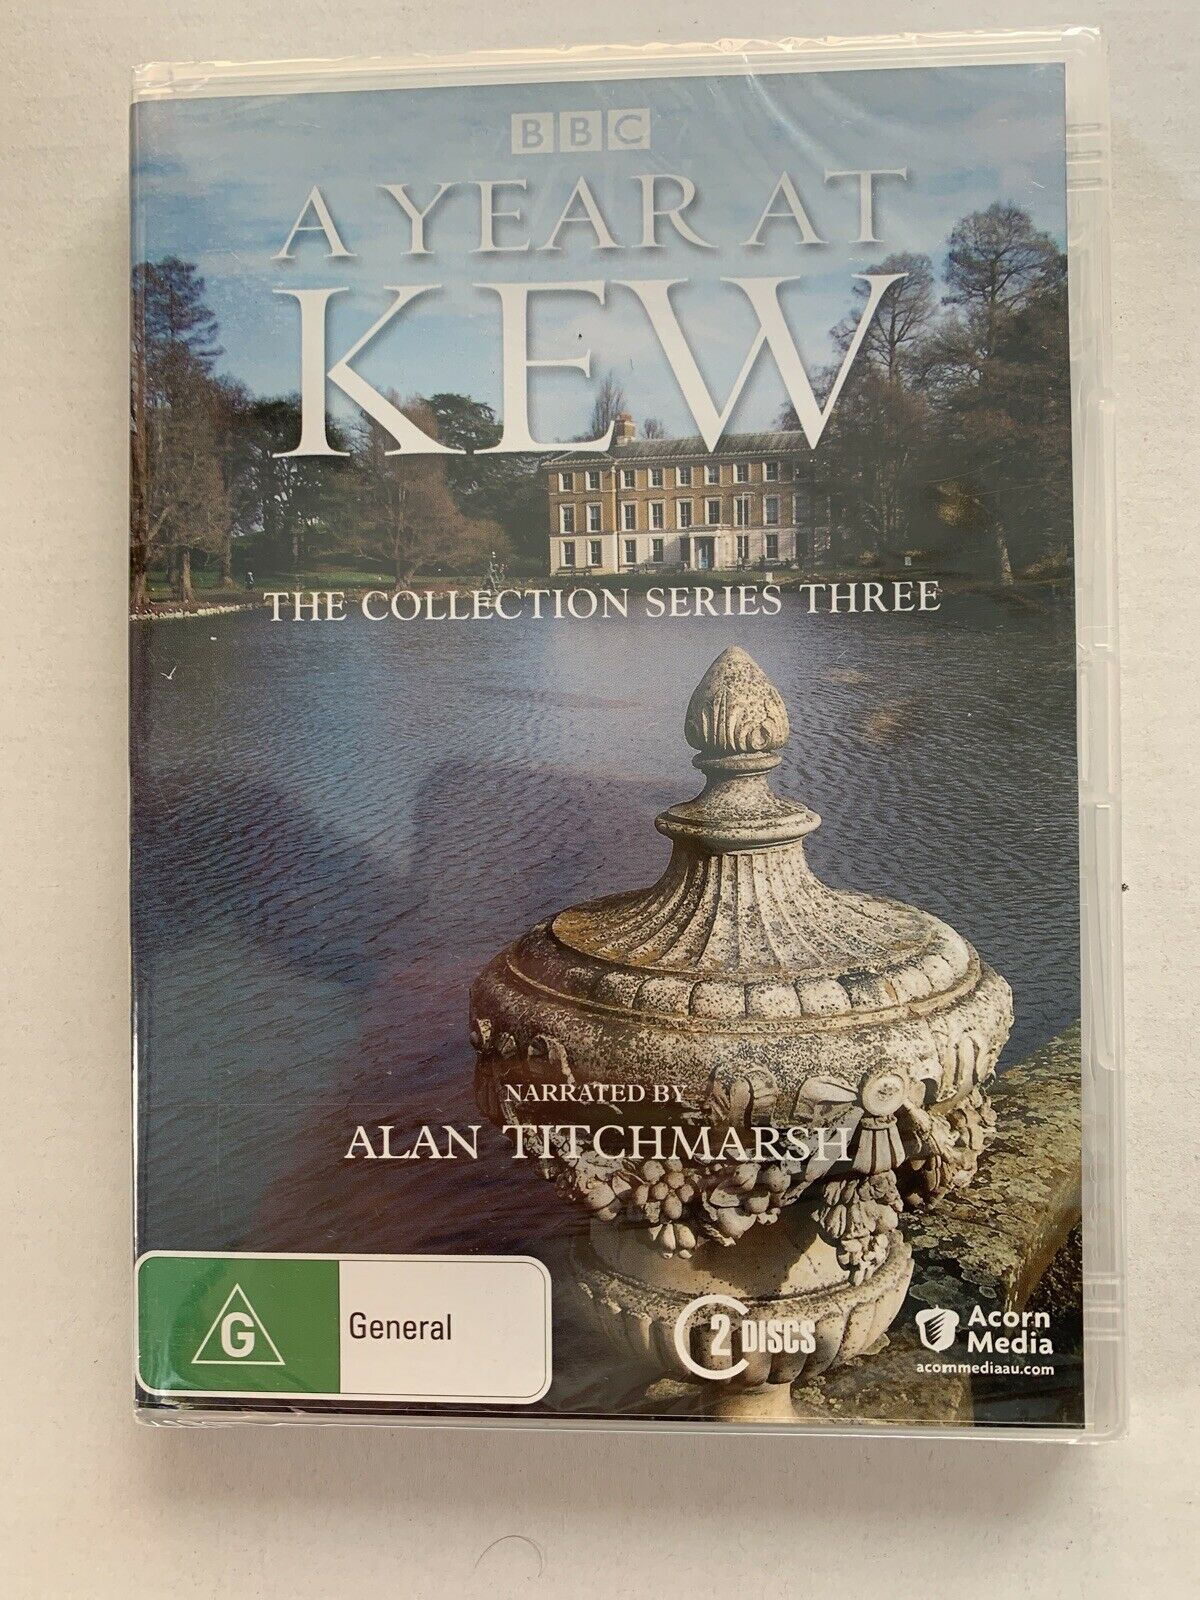 BBC
A YEAR AT
KEW
THE COLLECTION SERIES THREE
NARRATED BY
ALAN TITCHMARSH
G
General
2 DISCS
Acorn
Media
acornmediaau.com